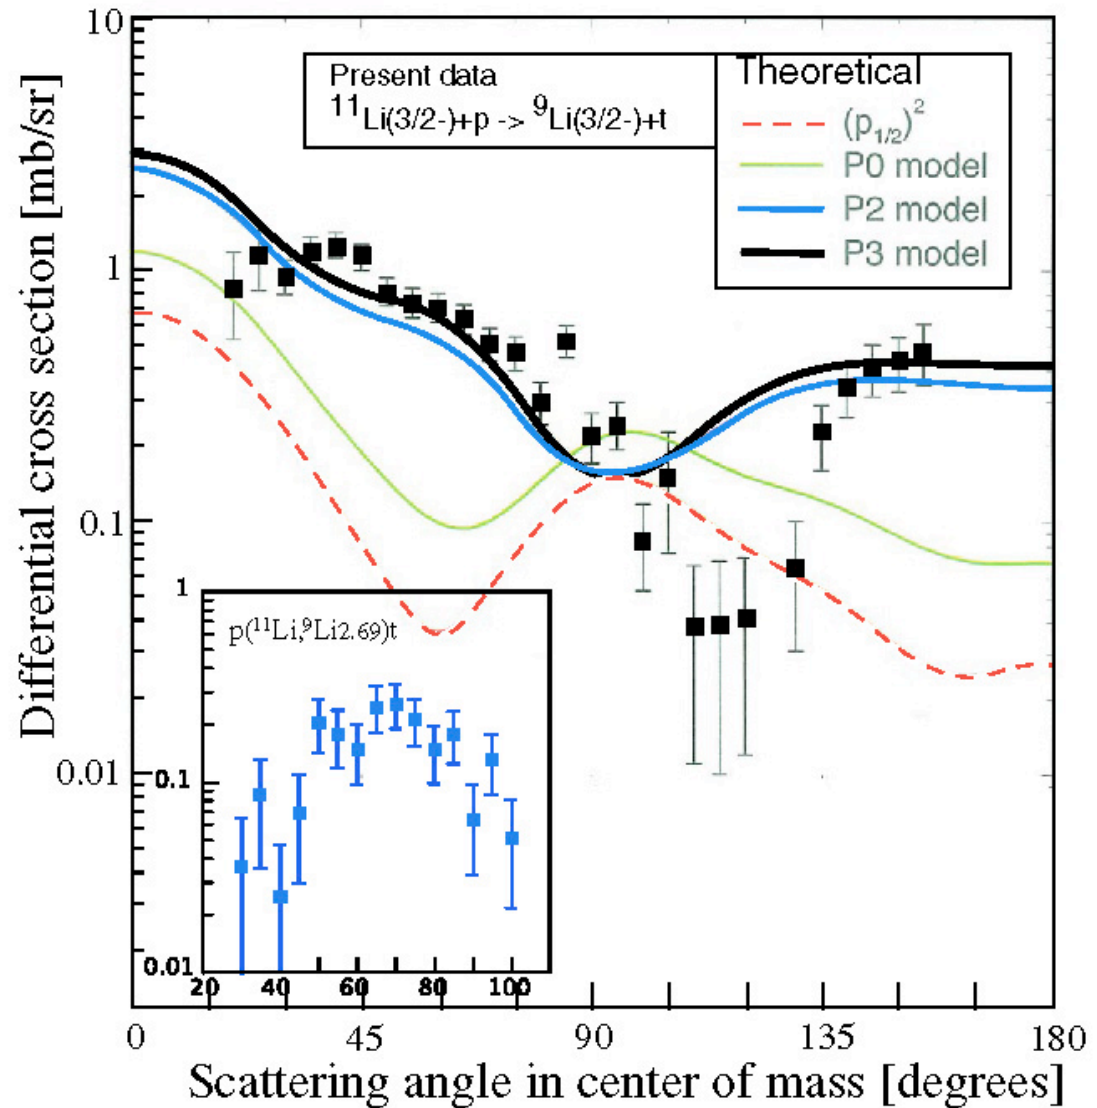 10
1
0.1
0.01
Differential cross section [mb/sr]
Present data
¹¹Li(3/2-)+p -> ⁹Li(3/2-)+t
Theoretical
(p₁/₂)²
P0 model
P2 model
P3 model
1
0.1
0.01
p(¹¹Li,⁹Li2.69)t
20 40 60 80 100
0 45 90 135 180
Scattering angle in center of mass [degrees]